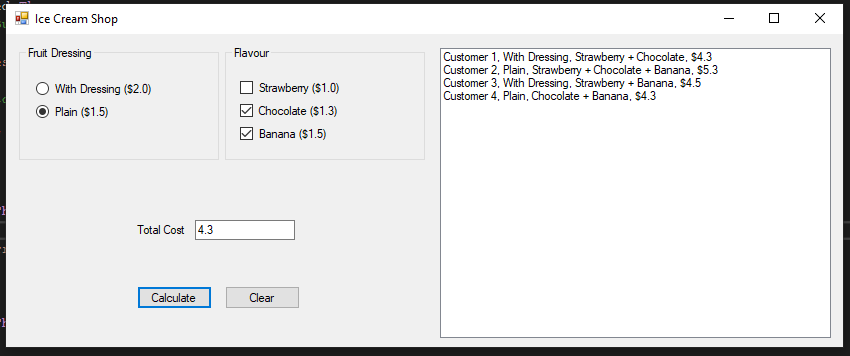 Ice Cream Shop
Fruit Dressing
With Dressing ($2.0)
Plain ($1.5)
Flavour
Strawberry ($1.0)
Chocolate ($1.3)
Banana ($1.5)
Total Cost 4.3
Calculate Clear
Customer 1, With Dressing, Strawberry + Chocolate, $4.3
Customer 2, Plain, Strawberry + Chocolate + Banana, $5.3
Customer 3, With Dressing, Strawberry + Banana, $4.5
Customer 4, Plain, Chocolate + Banana, $4.3